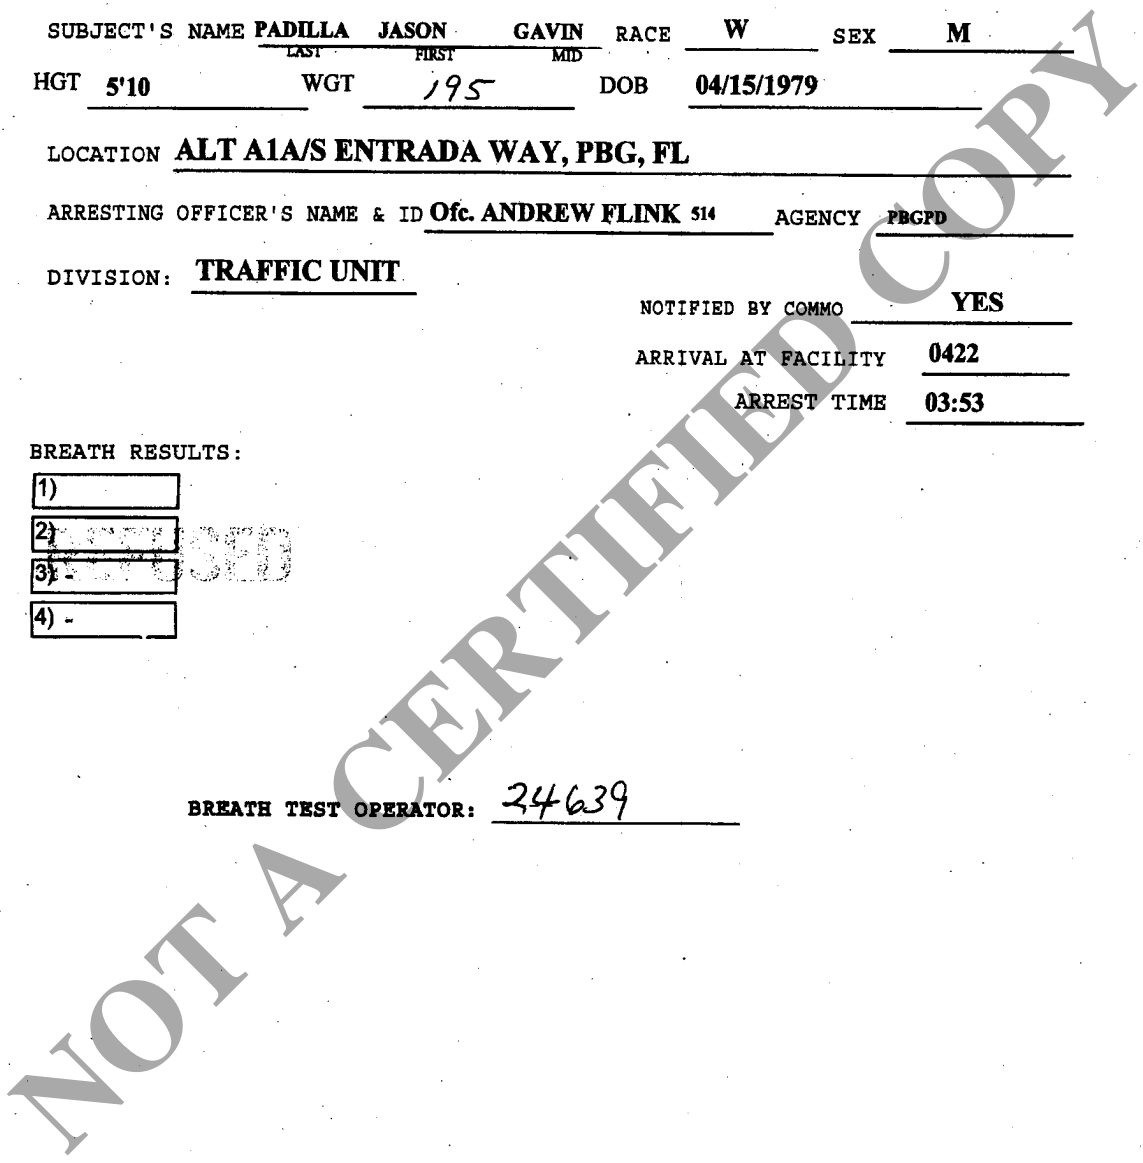 SUBJECT'S NAME PADILLA JASON GAVIN RACE W SEX M
LAST FIRST MID
HGT 5'10 WGT 195 DOB 04/15/1979
LOCATION ALT A1A/S ENTRADA WAY, PBG, FL
ARRESTING OFFICER'S NAME & ID Ofc. ANDREW FLINK 514 AGENCY PBGPD
DIVISION: TRAFFIC UNIT
NOTIFIED BY COMMO YES
ARRIVAL AT FACILITY 0422
ARREST TIME 03:53
BREATH RESULTS:
1)
2)
REFUSED
3) -
4) -
BREATH TEST OPERATOR: 24639
NOT A CERTIFIED COPY